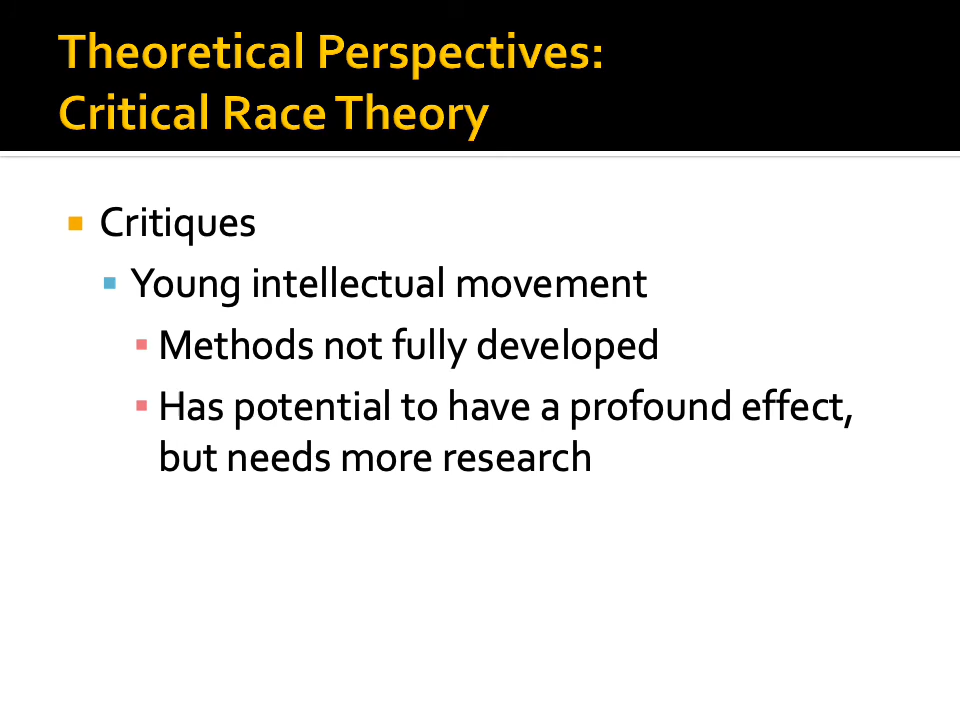 Theoretical Perspectives:
Critical Race Theory
Critiques
Young intellectual movement
Methods not fully developed
Has potential to have a profound effect,
but needs more research